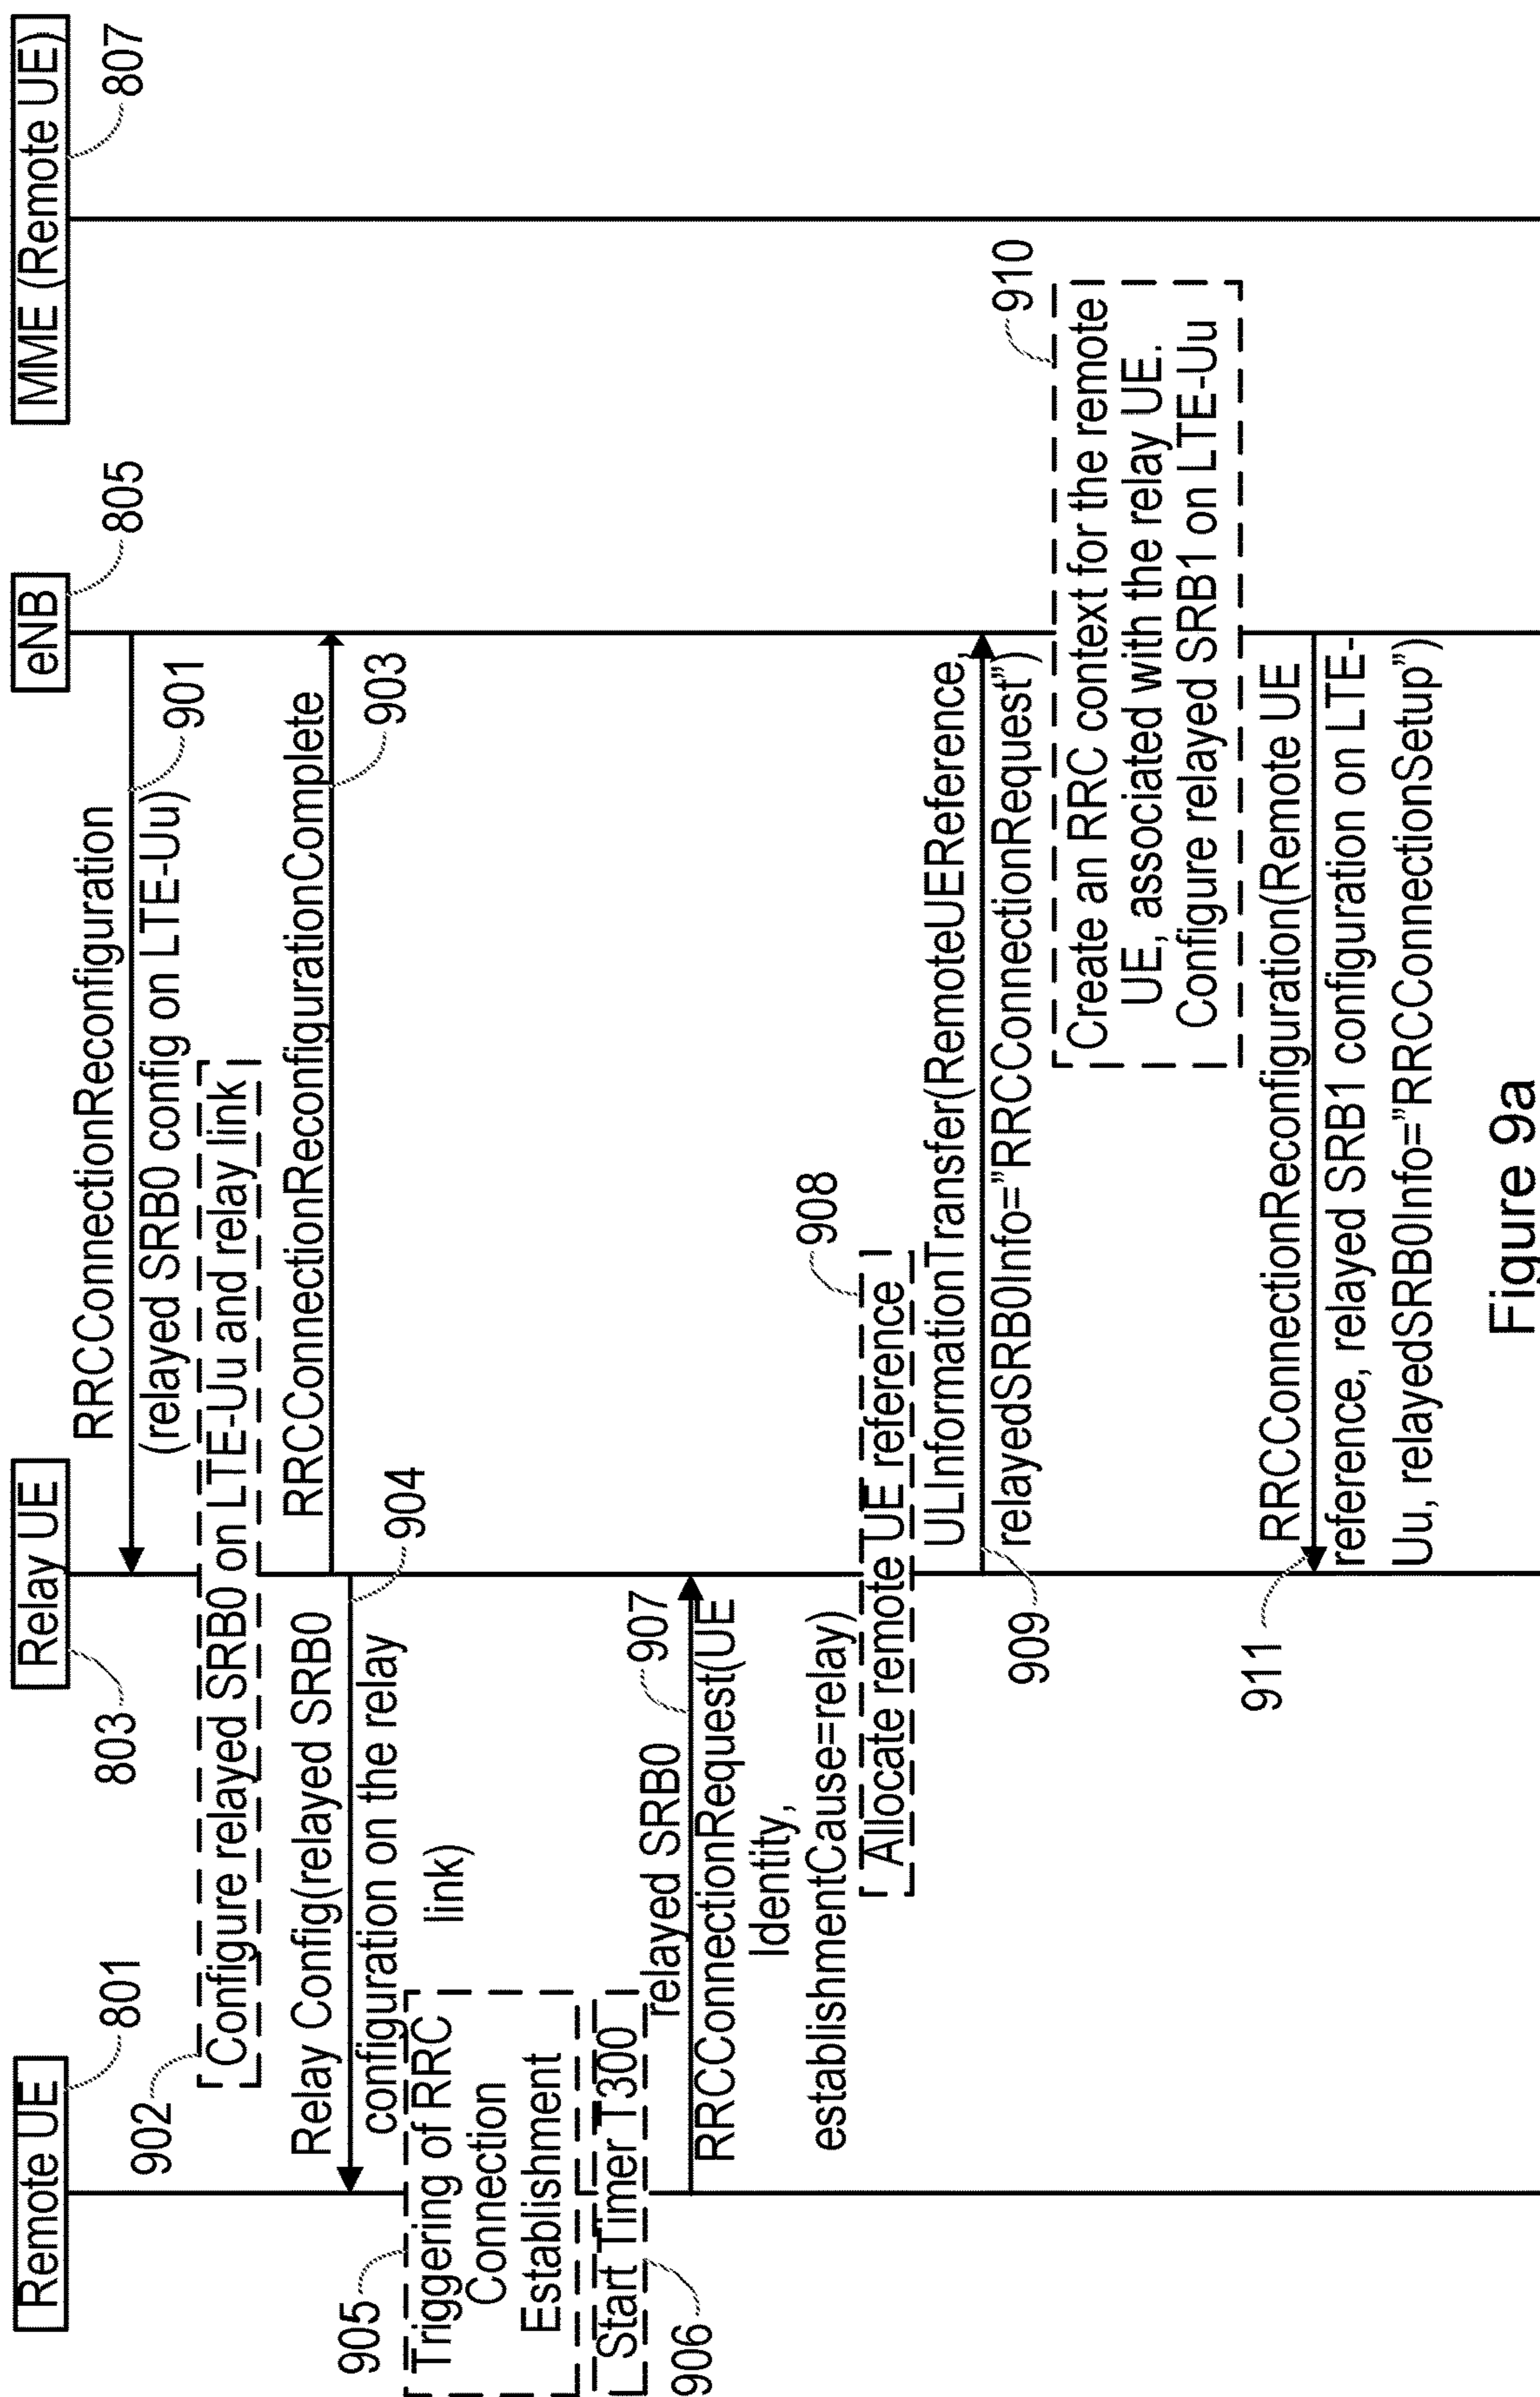 Remote UE
Relay UE
eNB
MME (Remote UE)
801
803
805
807
RRCConnectionReconfiguration
(relayed SRB0 config on LTE-Uu)
901
902
Configure relayed SRB0 on LTE-Uu and relay link
RRCConnectionReconfigurationComplete
903
Relay Config(relayed SRB0
configuration on the relay
link)
904
905
Triggering of RRC
Connection
Establishment
Start Timer T300
906
relayed SRB0
907
RRCConnectionRequest(UE
Identity,
establishmentCause=relay)
908
Allocate remote UE reference
ULInformationTransfer(RemoteUEReference,
relayedSRB0Info=”RRCConnectionRequest”)
909
910
Create an RRC context for the remote
UE, associated with the relay UE.
Configure relayed SRB1 on LTE-Uu
911
RRCConnectionReconfiguration(Remote UE
reference, relayed SRB1 configuration on LTE-
Uu, relayedSRB0Info=”RRCConnectionSetup”)
Figure 9a